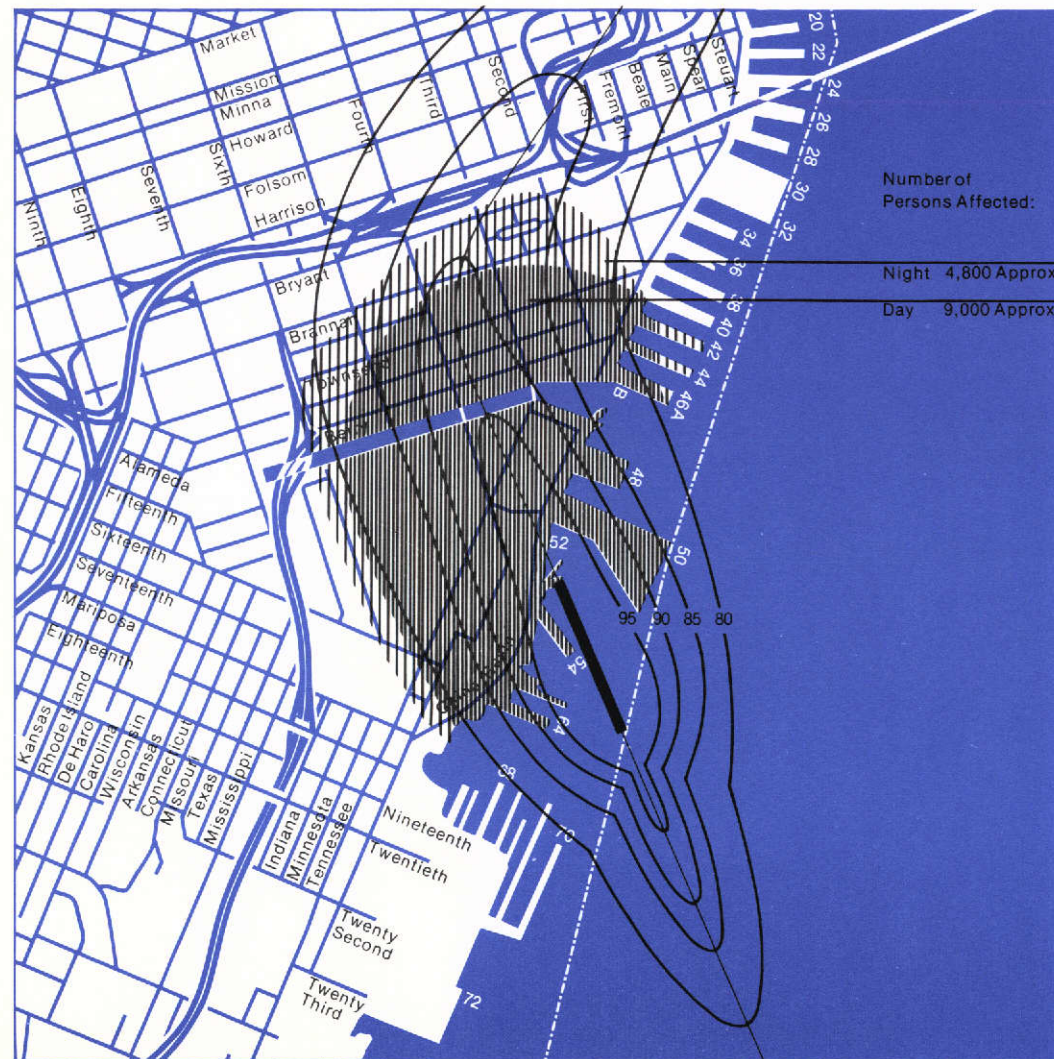 Market
Mission
Minna
Howard
Folsom
Harrison
Bryant
Brannan
Townsend
Berry
Ninth
Eighth
Seventh
Sixth
Fourth
Third
Second
First
Fremont
Beale
Main
Spear
Steuart
20
22
24
26
28
30
32
34
36
38
40
42
44
46A
B
48
50
52
54
64
68
70
72
Number of
Persons Affected:
Night 4,800 Approx
Day 9,000 Approx
95 90 85 80
Alameda
Fifteenth
Sixteenth
Seventeenth
Mariposa
Eighteenth
Kansas
Rhode Island
De Haro
Carolina
Wisconsin
Arkansas
Connecticut
Missouri
Texas
Mississippi
Indiana
Minnesota
Tennessee
Nineteenth
Twentieth
Twenty
Second
Twenty
Third